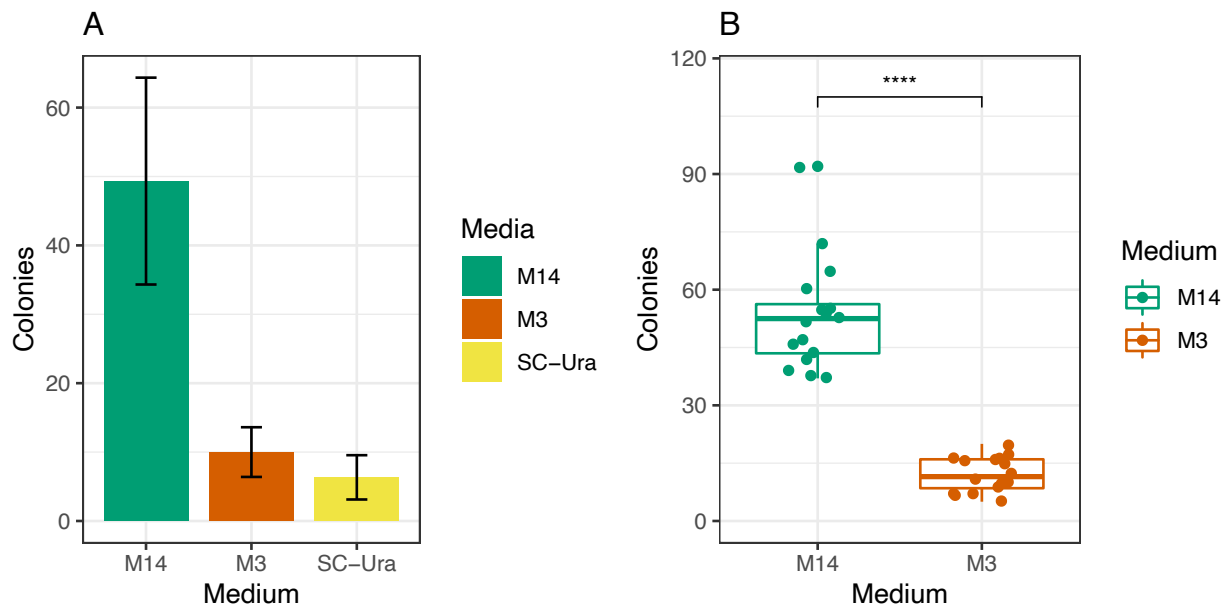 A
60
40
20
0
Colonies
M14
M3
SC−Ura
Medium
Media
M14
M3
SC−Ura
B
120
90
60
30
0
Colonies
****
M14
M3
Medium
Medium
M14
M3